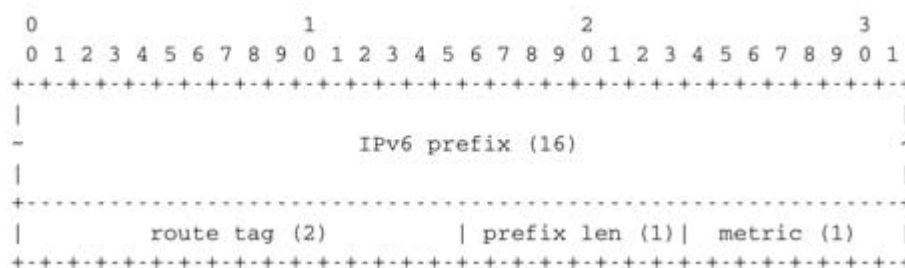 0 1 2 3
0 1 2 3 4 5 6 7 8 9 0 1 2 3 4 5 6 7 8 9 0 1 2 3 4 5 6 7 8 9 0 1
+-+-+-+-+-+-+-+-+-+-+-+-+-+-+-+-+-+-+-+-+-+-+-+-+-+-+-+-+-+-+-+-
|
~ IPv6 prefix (16) ~
|
+---------------------------------------------------------------
| route tag (2) | prefix len (1)| metric (1)
+-+-+-+-+-+-+-+-+-+-+-+-+-+-+-+-+-+-+-+-+-+-+-+-+-+-+-+-+-+-+-+-